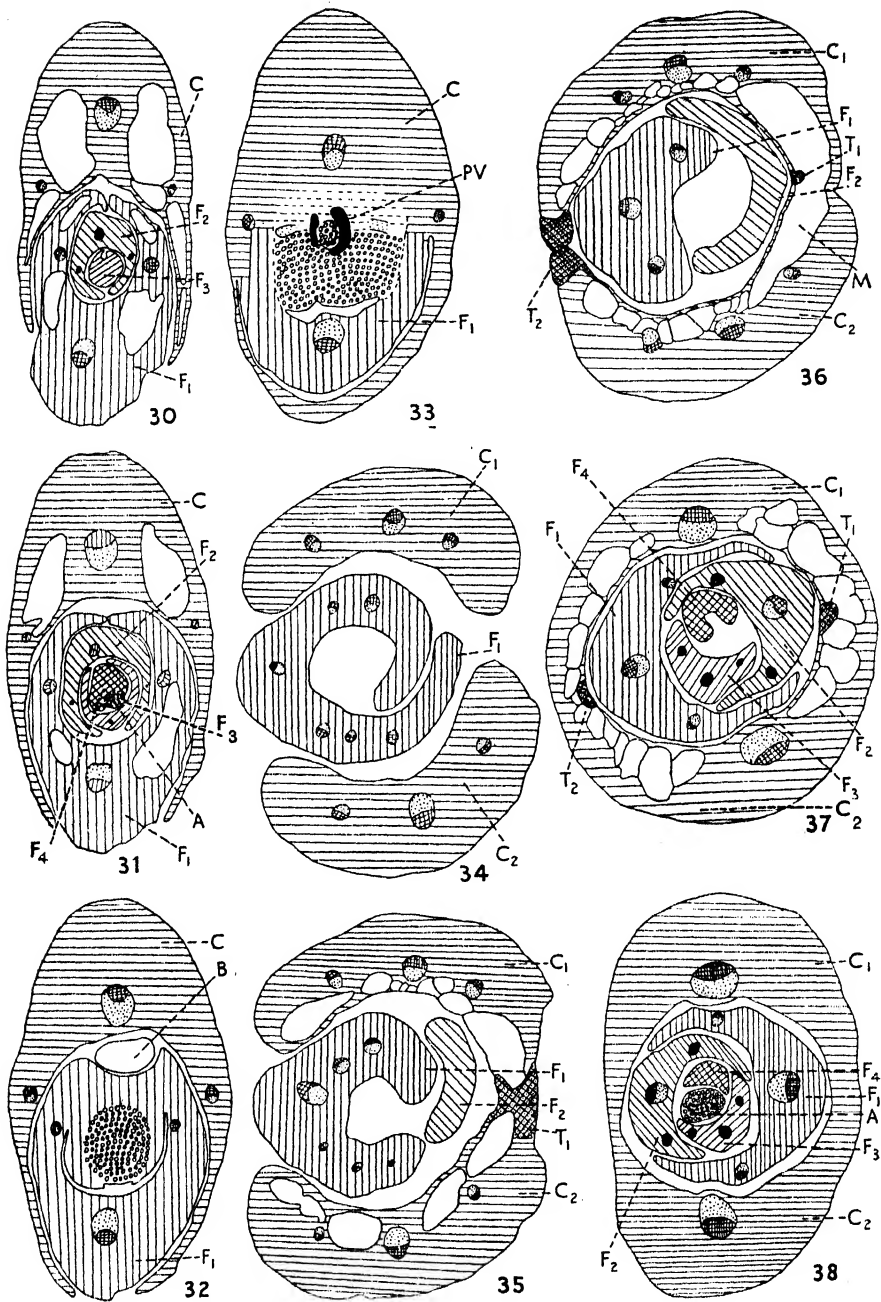 C
F₂
F₃
F₁
30
C
PV
F₁
33
C₁
F₁
T₁
F₂
M
C₂
T₂
36
C
F₂
F₃
A
F₄
F₁
31
C₁
F₁
C₂
34
F₄
C₁
F₁
T₁
F₂
F₃
T₂
C₂
37
C
B
F₁
32
C₁
F₁
F₂
T₁
C₂
35
C₁
F₄
F₁
A
F₃
C₂
F₂
38